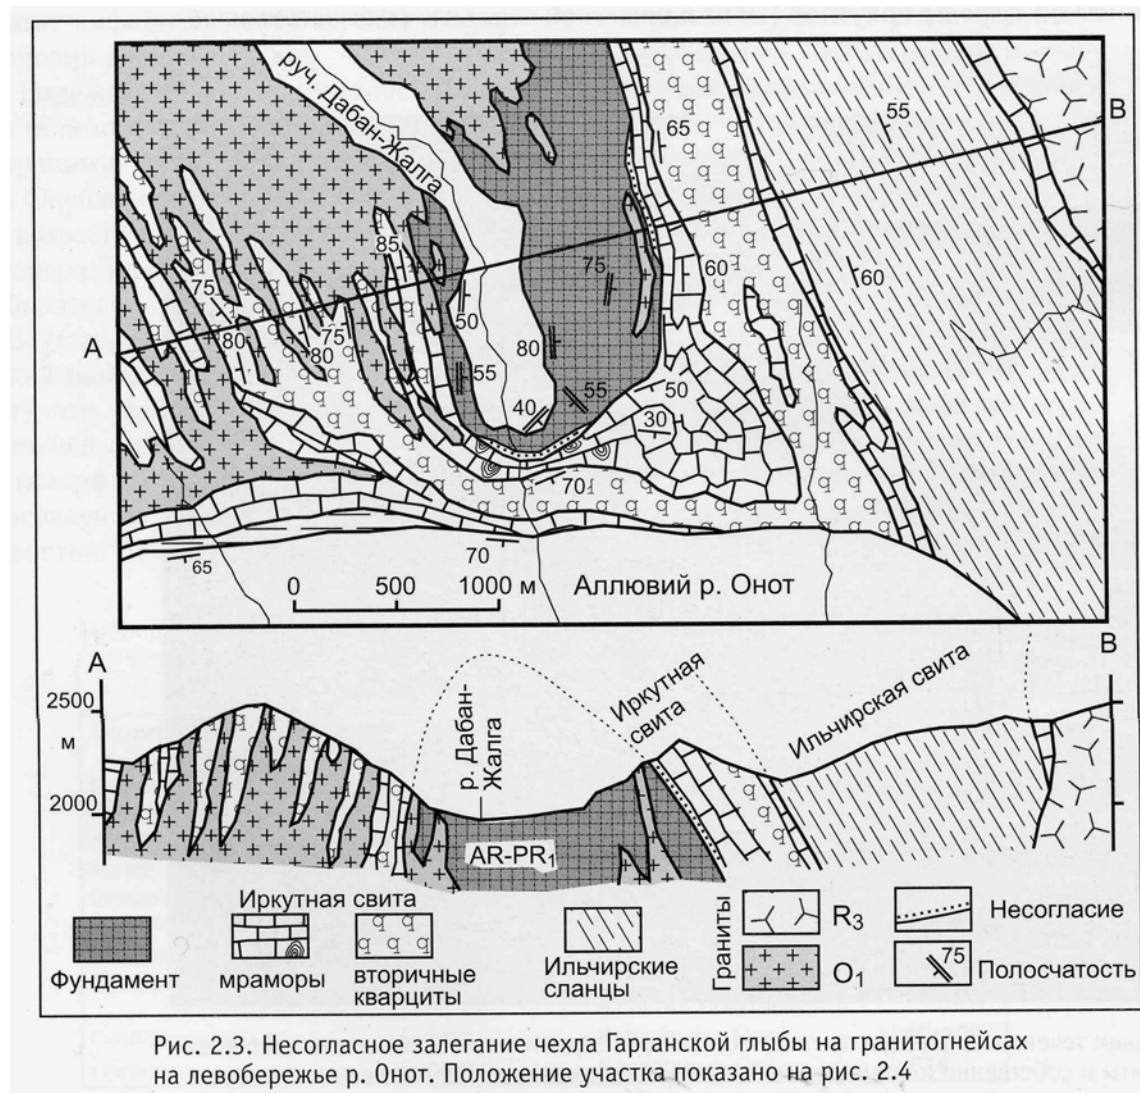 руч. Дабан-Жалга
А
В
55
65
60
60
85
75
75
50
75
80
80
80
55
55
50
40
30
70
65
70
0 500 1000 м
Аллювий р. Онот
А
В
2500
м
2000
р. Дабан-
Жалга
Иркутная
свита
Ильчирская свита
AR-PR₁
Иркутная свита
Фундамент
мраморы
вторичные
кварциты
Ильчирские
сланцы
Граниты
R₃
O₁
Несогласие
75
Полосчатость
Рис. 2.3. Несогласное залегание чехла Гарганской глыбы на гранитогнейсах
на левобережье р. Онот. Положение участка показано на рис. 2.4